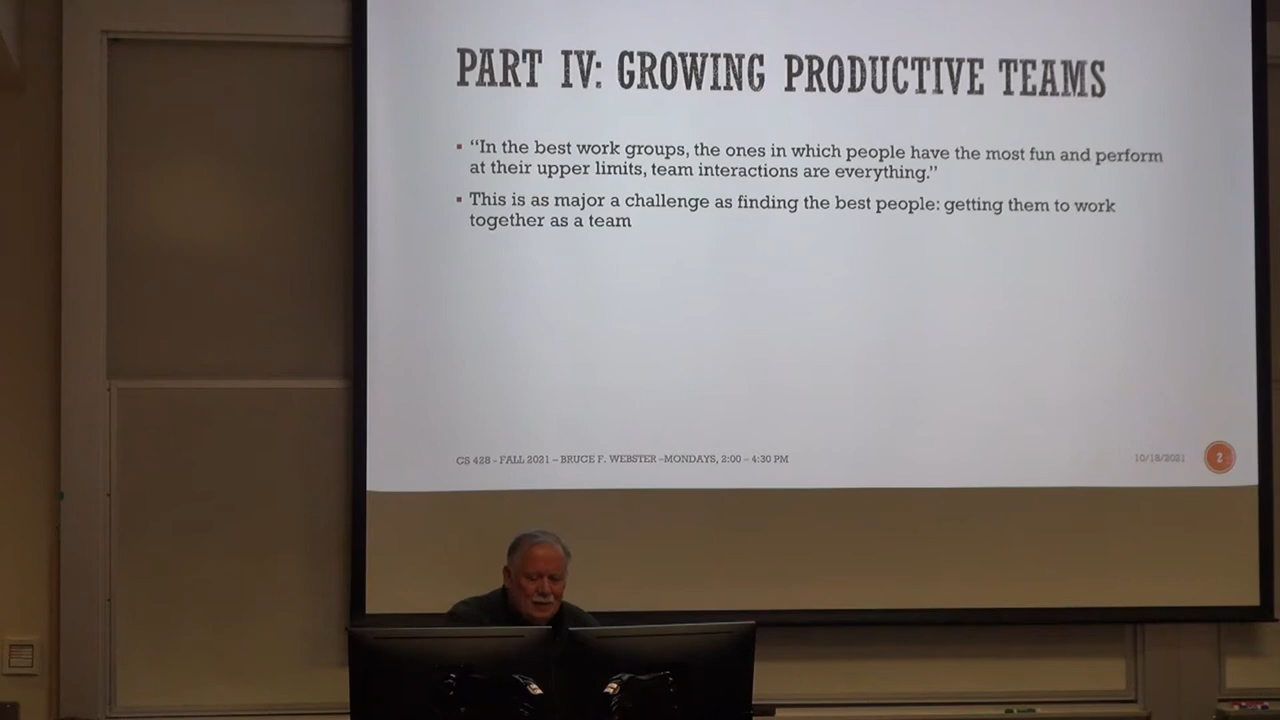 PART IV: GROWING PRODUCTIVE TEAMS
▪ “In the best work groups, the ones in which people have the most fun and perform
at their upper limits, team interactions are everything.”
▪ This is as major a challenge as finding the best people: getting them to work
together as a team
CS 428 - FALL 2021 – BRUCE F. WEBSTER –MONDAYS, 2:00 – 4:30 PM
10/18/2021
2